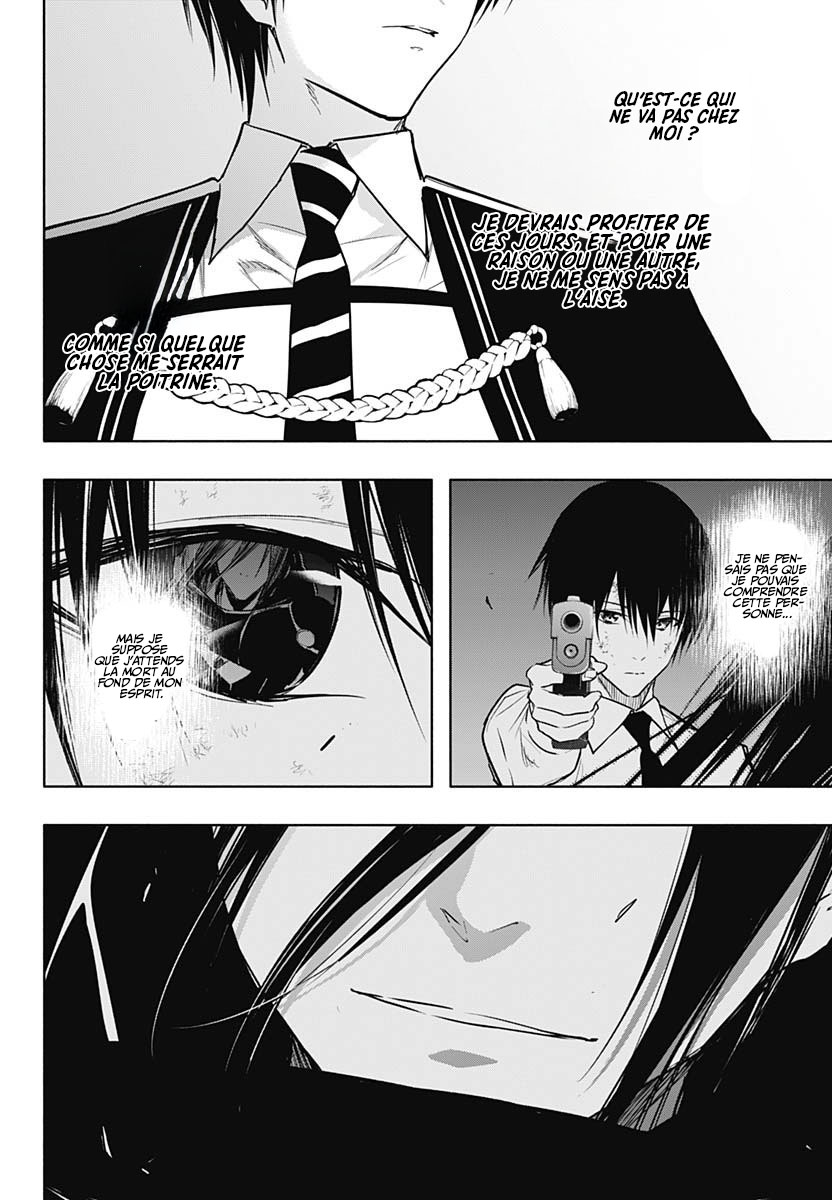 QU'EST-CE QUI
NE VA PAS CHEZ
MOI ?
JE DEVRAIS PROFITER DE
CES JOURS, ET POUR UNE
RAISON OU UNE AUTRE,
JE NE ME SENS PAS À
L'AISE.
COMME SI QUELQUE
CHOSE ME SERRAIT
LA POITRINE.
JE NE PEN-
SAIS PAS QUE
JE POUVAIS
COMPRENDRE
CETTE PER-
SONNE...
MAIS JE
SUPPOSE
QUE J'ATTENDS
LA MORT AU
FOND DE MON
ESPRIT.